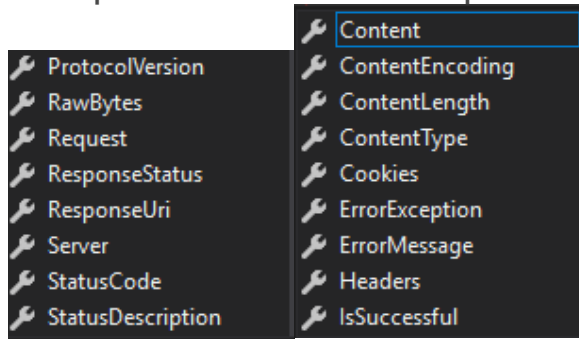 ProtocolVersion
RawBytes
Request
ResponseStatus
ResponseUri
Server
StatusCode
StatusDescription
Content
ContentEncoding
ContentLength
ContentType
Cookies
ErrorException
ErrorMessage
Headers
IsSuccessful